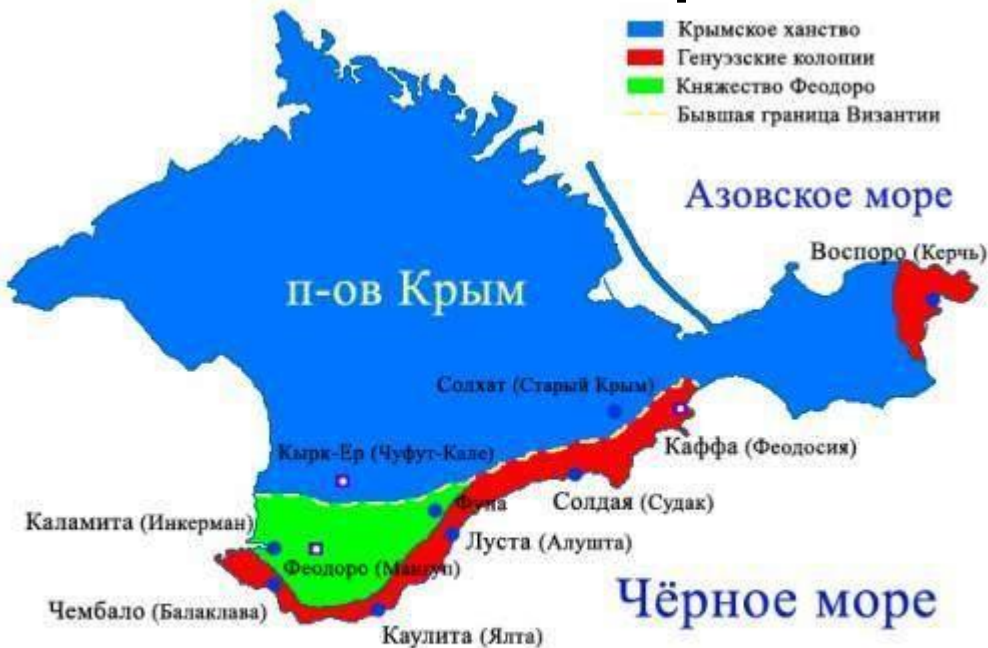 Крымское ханство
Генуэзские колонии
Княжество Феодоро
Бывшая граница Византии
Азовское море
Воспоро (Керчь)
п-ов Крым
Солхат (Старый Крым)
Каффа (Феодосия)
Кырк-Ер (Чуфут-Кале)
Солдая (Судак)
Фуна
Каламита (Инкерман)
Луста (Алушта)
Феодоро (Мангуп)
Чембало (Балаклава)
Чёрное море
Каулита (Ялта)